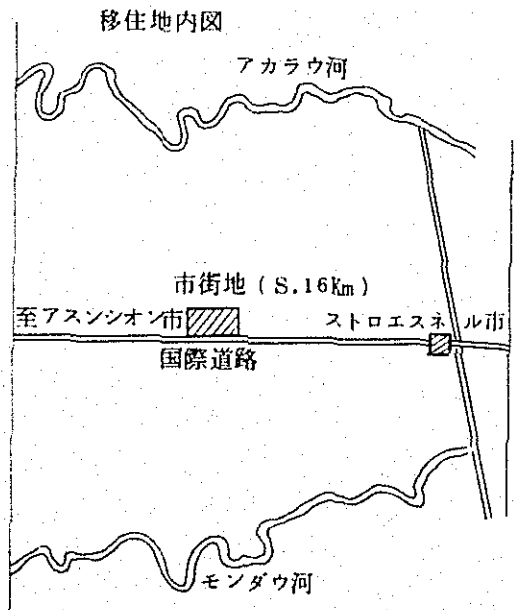 移住地内図
アカラウ河
市街地 (S.16Km)
至アスンシオン市
ストロエスネル市
国際道路
モンダウ河